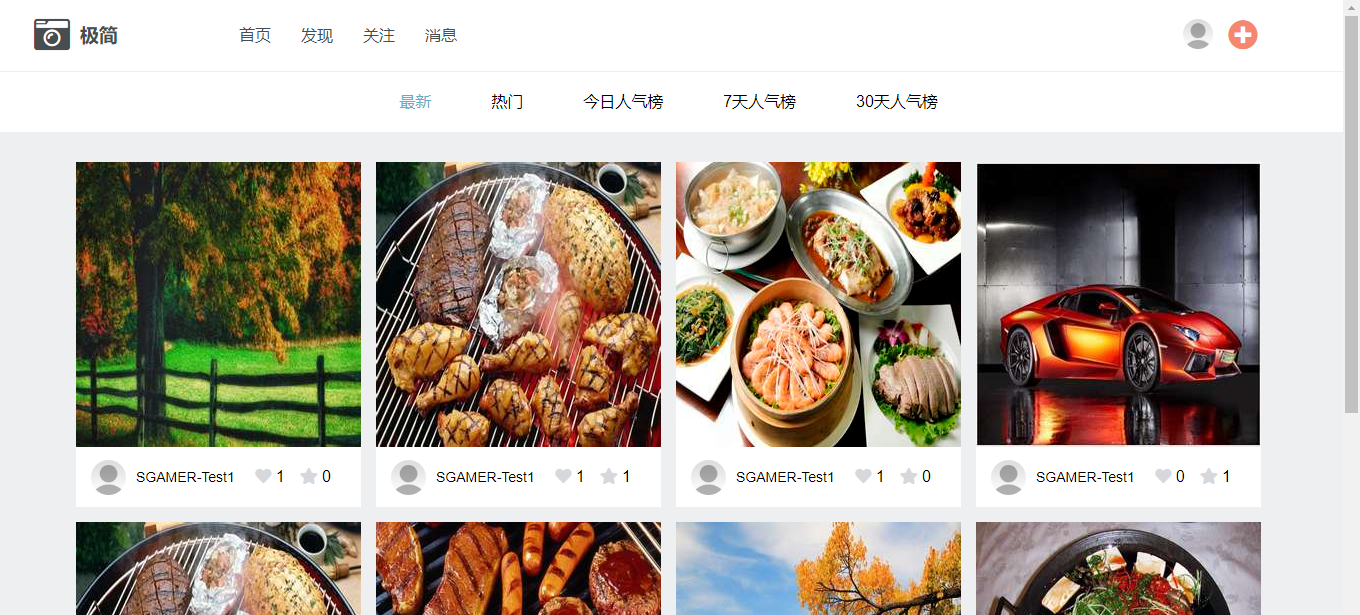 极简 首页 发现 关注 消息
最新 热门 今日人气榜 7天人气榜 30天人气榜
SGAMER-Test1 1 0
SGAMER-Test1 1 1
SGAMER-Test1 1 0
SGAMER-Test1 0 1